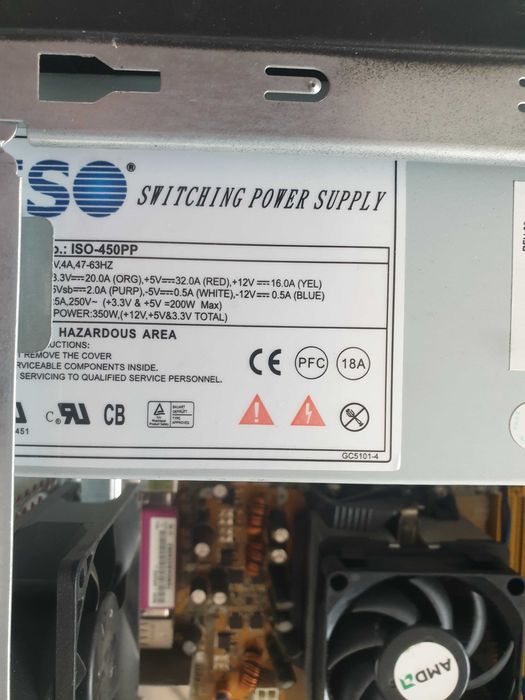 ISO® SWITCHING POWER SUPPLY
o.: ISO-450PP
V,4A,47-63HZ
3.3V⎓20.0A (ORG),+5V⎓32.0A (RED),+12V⎓16.0A (YEL)
5Vsb⎓2.0A (PURP),-5V⎓0.5A (WHITE),-12V⎓0.5A (BLUE)
.5A,250V~ (+3.3V & +5V =200W Max)
POWER:350W,(+12V,+5V&3.3V TOTAL)
HAZARDOUS AREA
UCTIONS:
T REMOVE THE COVER
RVICEABLE COMPONENTS INSIDE.
SERVICING TO QUALIFIED SERVICE PERSONNEL.
CE PFC 18A
c RU CB
451
GC5101-4
AMD